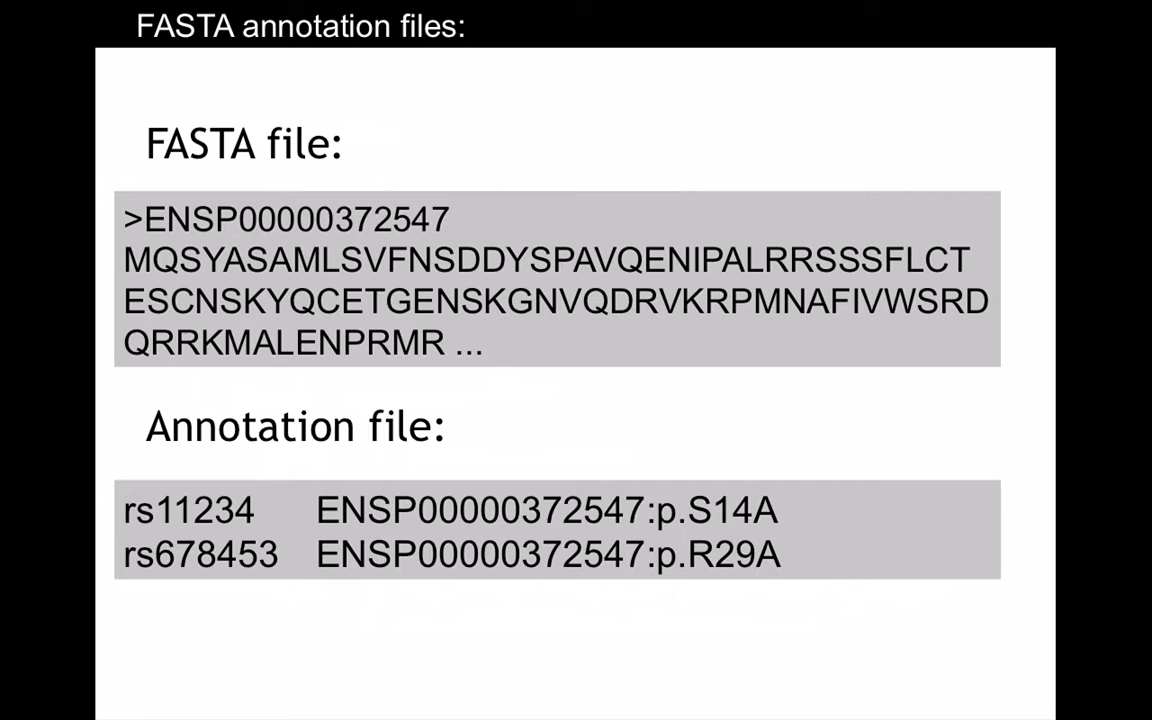 FASTA annotation files:
FASTA file:
>ENSP00000372547
MQSYASAMLSVFNSDDYSPAVQENIPALRRSSSFLCT
ESCNSKYQCETGENSKGNVQDRVKRPMNAFIVWSRD
QRRKMALENPRMR ...
Annotation file:
rs11234 ENSP00000372547:p.S14A
rs678453 ENSP00000372547:p.R29A